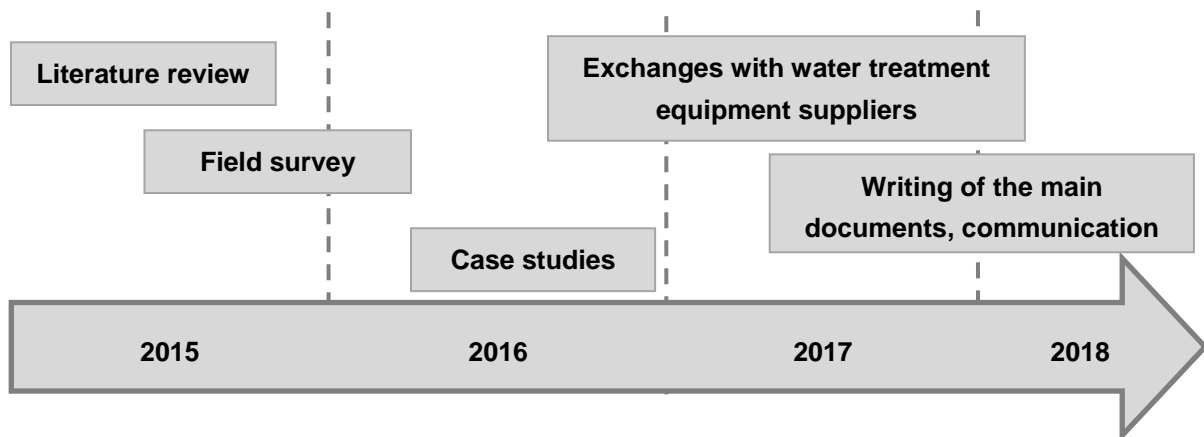 Literature review
Exchanges with water treatment
equipment suppliers
Field survey
Writing of the main
documents, communication
Case studies
2015
2016
2017
2018